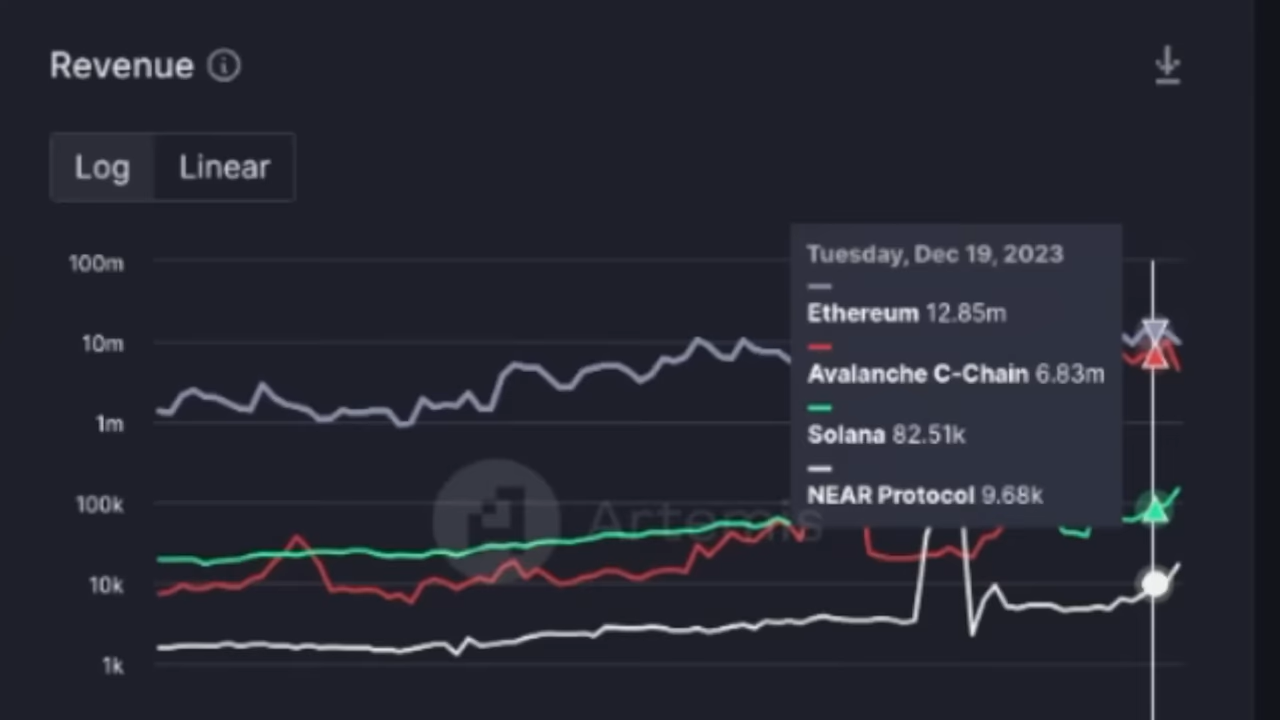 Revenue
Log Linear
100m
10m
1m
100k
10k
1k
Tuesday, Dec 19, 2023
Ethereum 12.85m
Avalanche C-Chain 6.83m
Solana 82.51k
NEAR Protocol 9.68k
Artemis